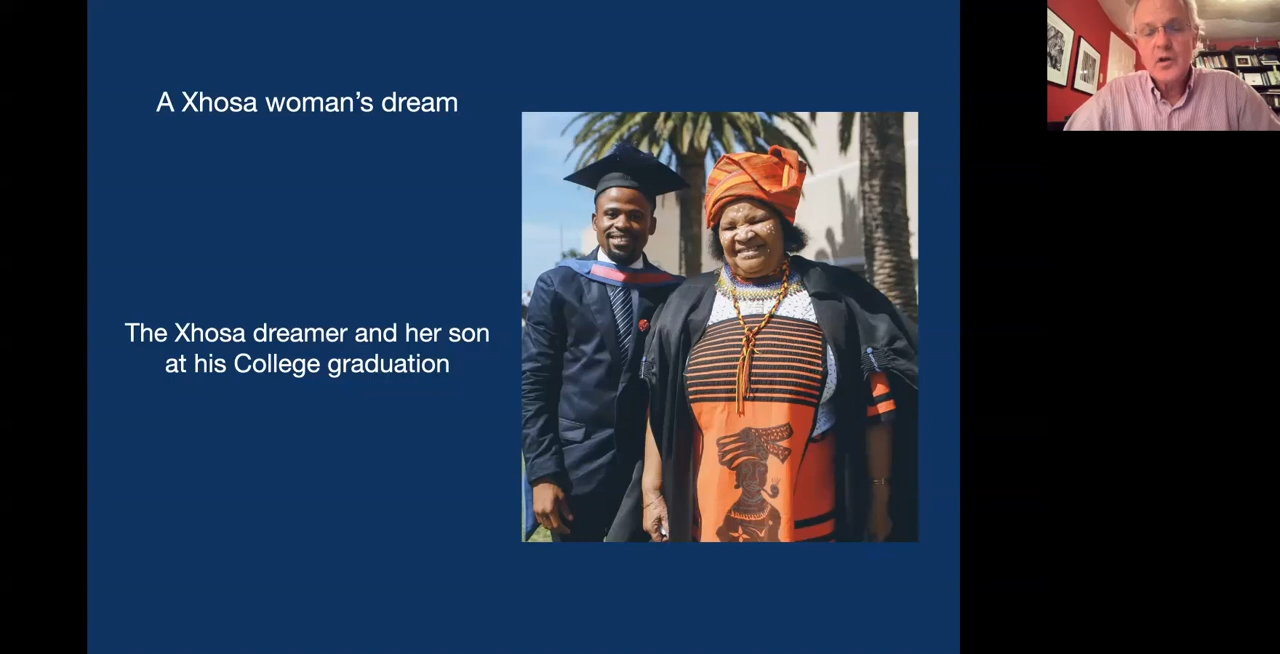 A Xhosa woman’s dream
The Xhosa dreamer and her son
at his College graduation